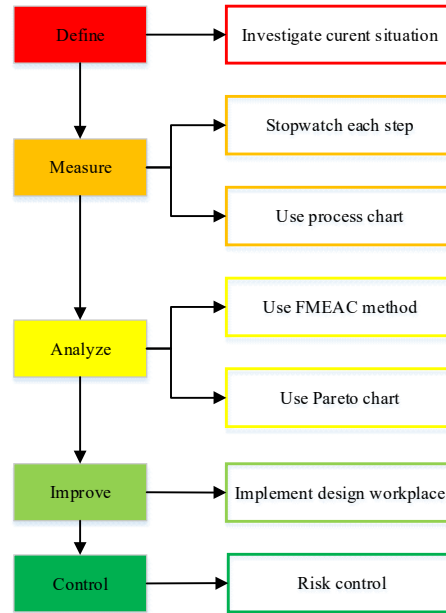 Define
Investigate curent situation
Stopwatch each step
Measure
Use process chart
Use FMEAC method
Analyze
Use Pareto chart
Improve
Implement design workplace
Control
Risk control